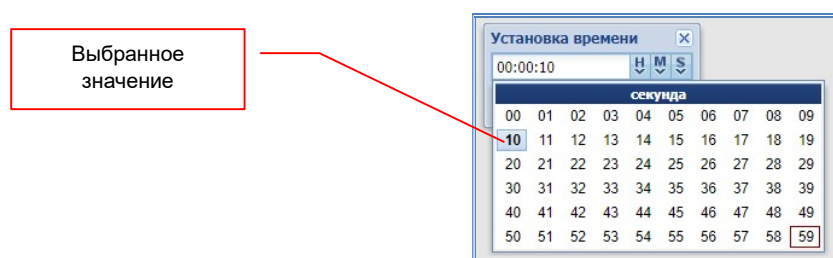 Выбранное
значение
Установка времени
00:00:10 H M S
секунда
00 01 02 03 04 05 06 07 08 09
10 11 12 13 14 15 16 17 18 19
20 21 22 23 24 25 26 27 28 29
30 31 32 33 34 35 36 37 38 39
40 41 42 43 44 45 46 47 48 49
50 51 52 53 54 55 56 57 58 59